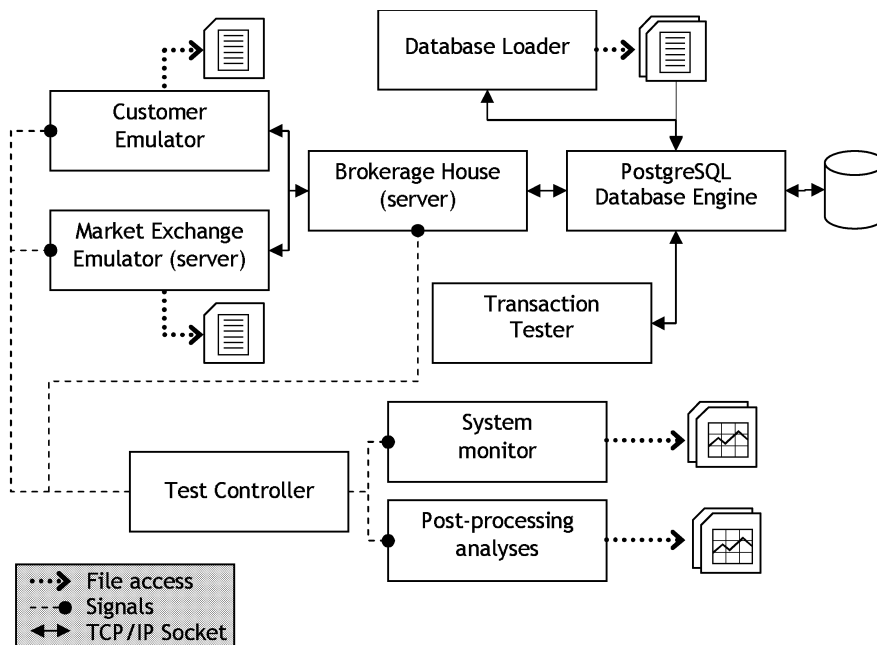 Database Loader
Customer
Emulator
Brokerage House
(server)
PostgreSQL
Database Engine
Market Exchange
Emulator (server)
Transaction
Tester
System
monitor
Test Controller
Post-processing
analyses
File access
Signals
TCP/IP Socket